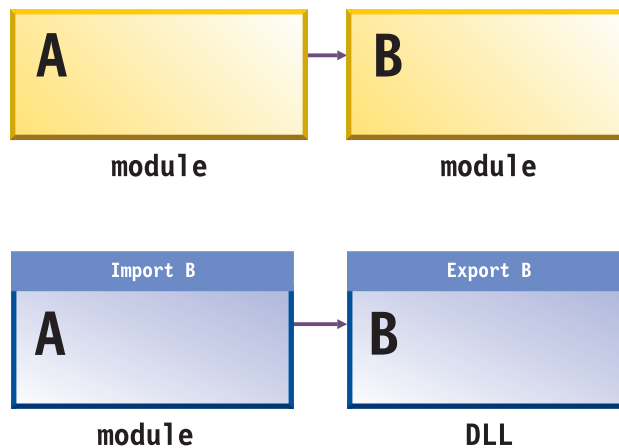 A
B
module
module
Import B
Export B
A
B
module
DLL